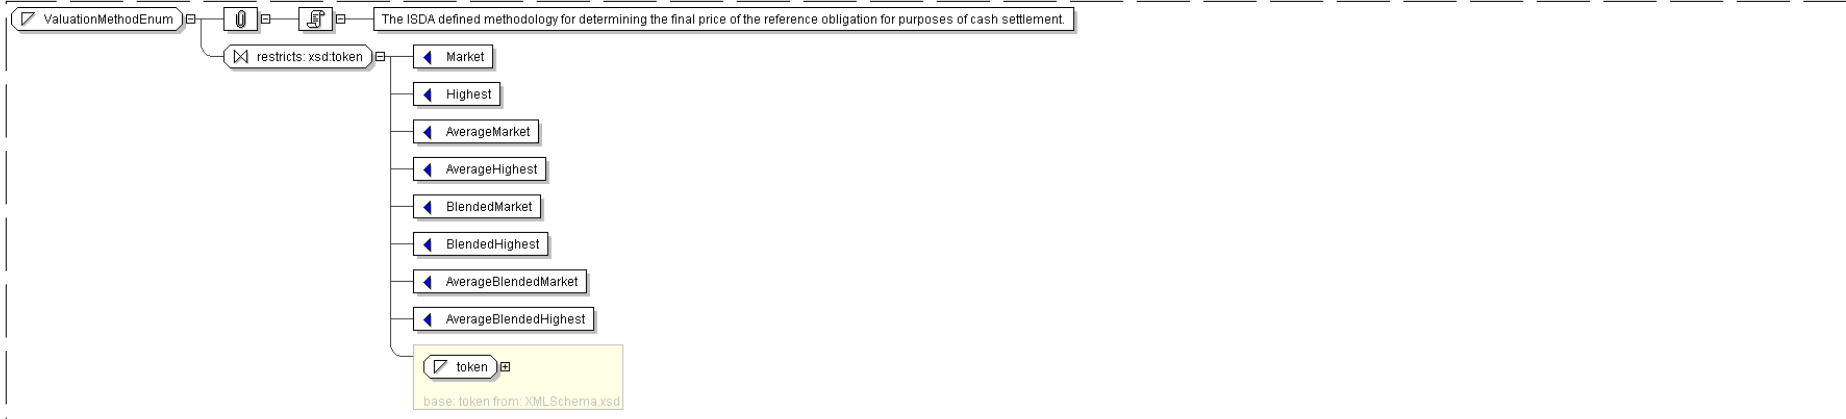 ValuationMethodEnum
The ISDA defined methodology for determining the final price of the reference obligation for purposes of cash settlement.
restricts: xsd:token
Market
Highest
AverageMarket
AverageHighest
BlendedMarket
BlendedHighest
AverageBlendedMarket
AverageBlendedHighest
token
base: token from: XMLSchema.xsd